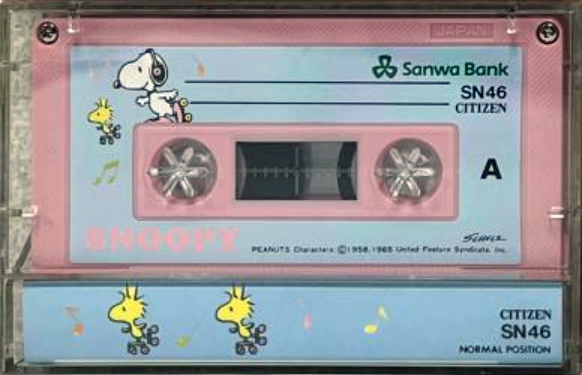 JAPAN
Sanwa Bank
SN46
CITIZEN
A
SNOOPY
SCHULZ
PEANUTS Characters ©1958, 1965 United Feature Syndicate, Inc.
CITIZEN
SN46
NORMAL POSITION